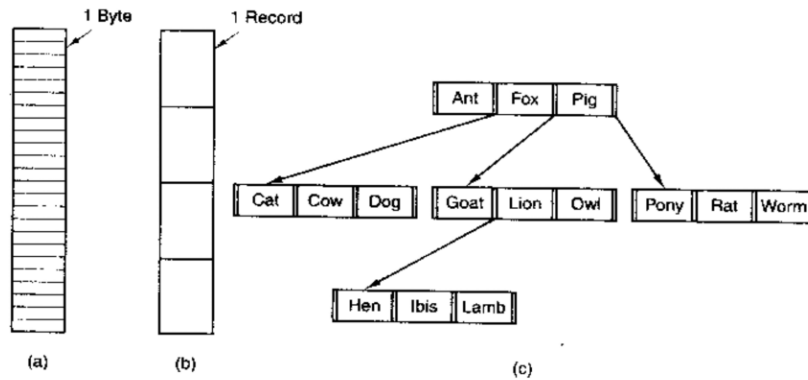 1 Byte
1 Record
Ant Fox Pig
Cat Cow Dog
Goat Lion Owl
Pony Rat Worm
Hen Ibis Lamb
(a)
(b)
(c)